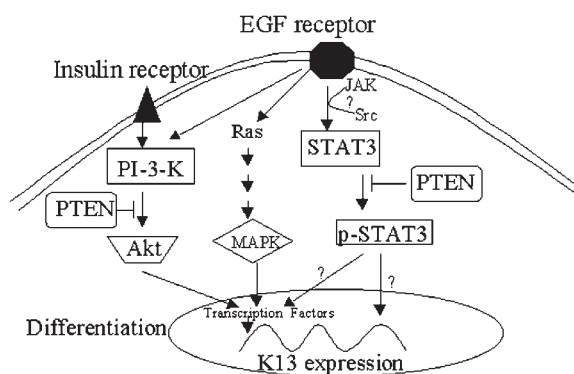 EGF receptor
Insulin receptor
JAK
?
Src
Ras
STAT3
PI-3-K
PTEN
PTEN
Akt
MAPK
p-STAT3
?
?
Transcription Factors
Differentiation
K13 expression